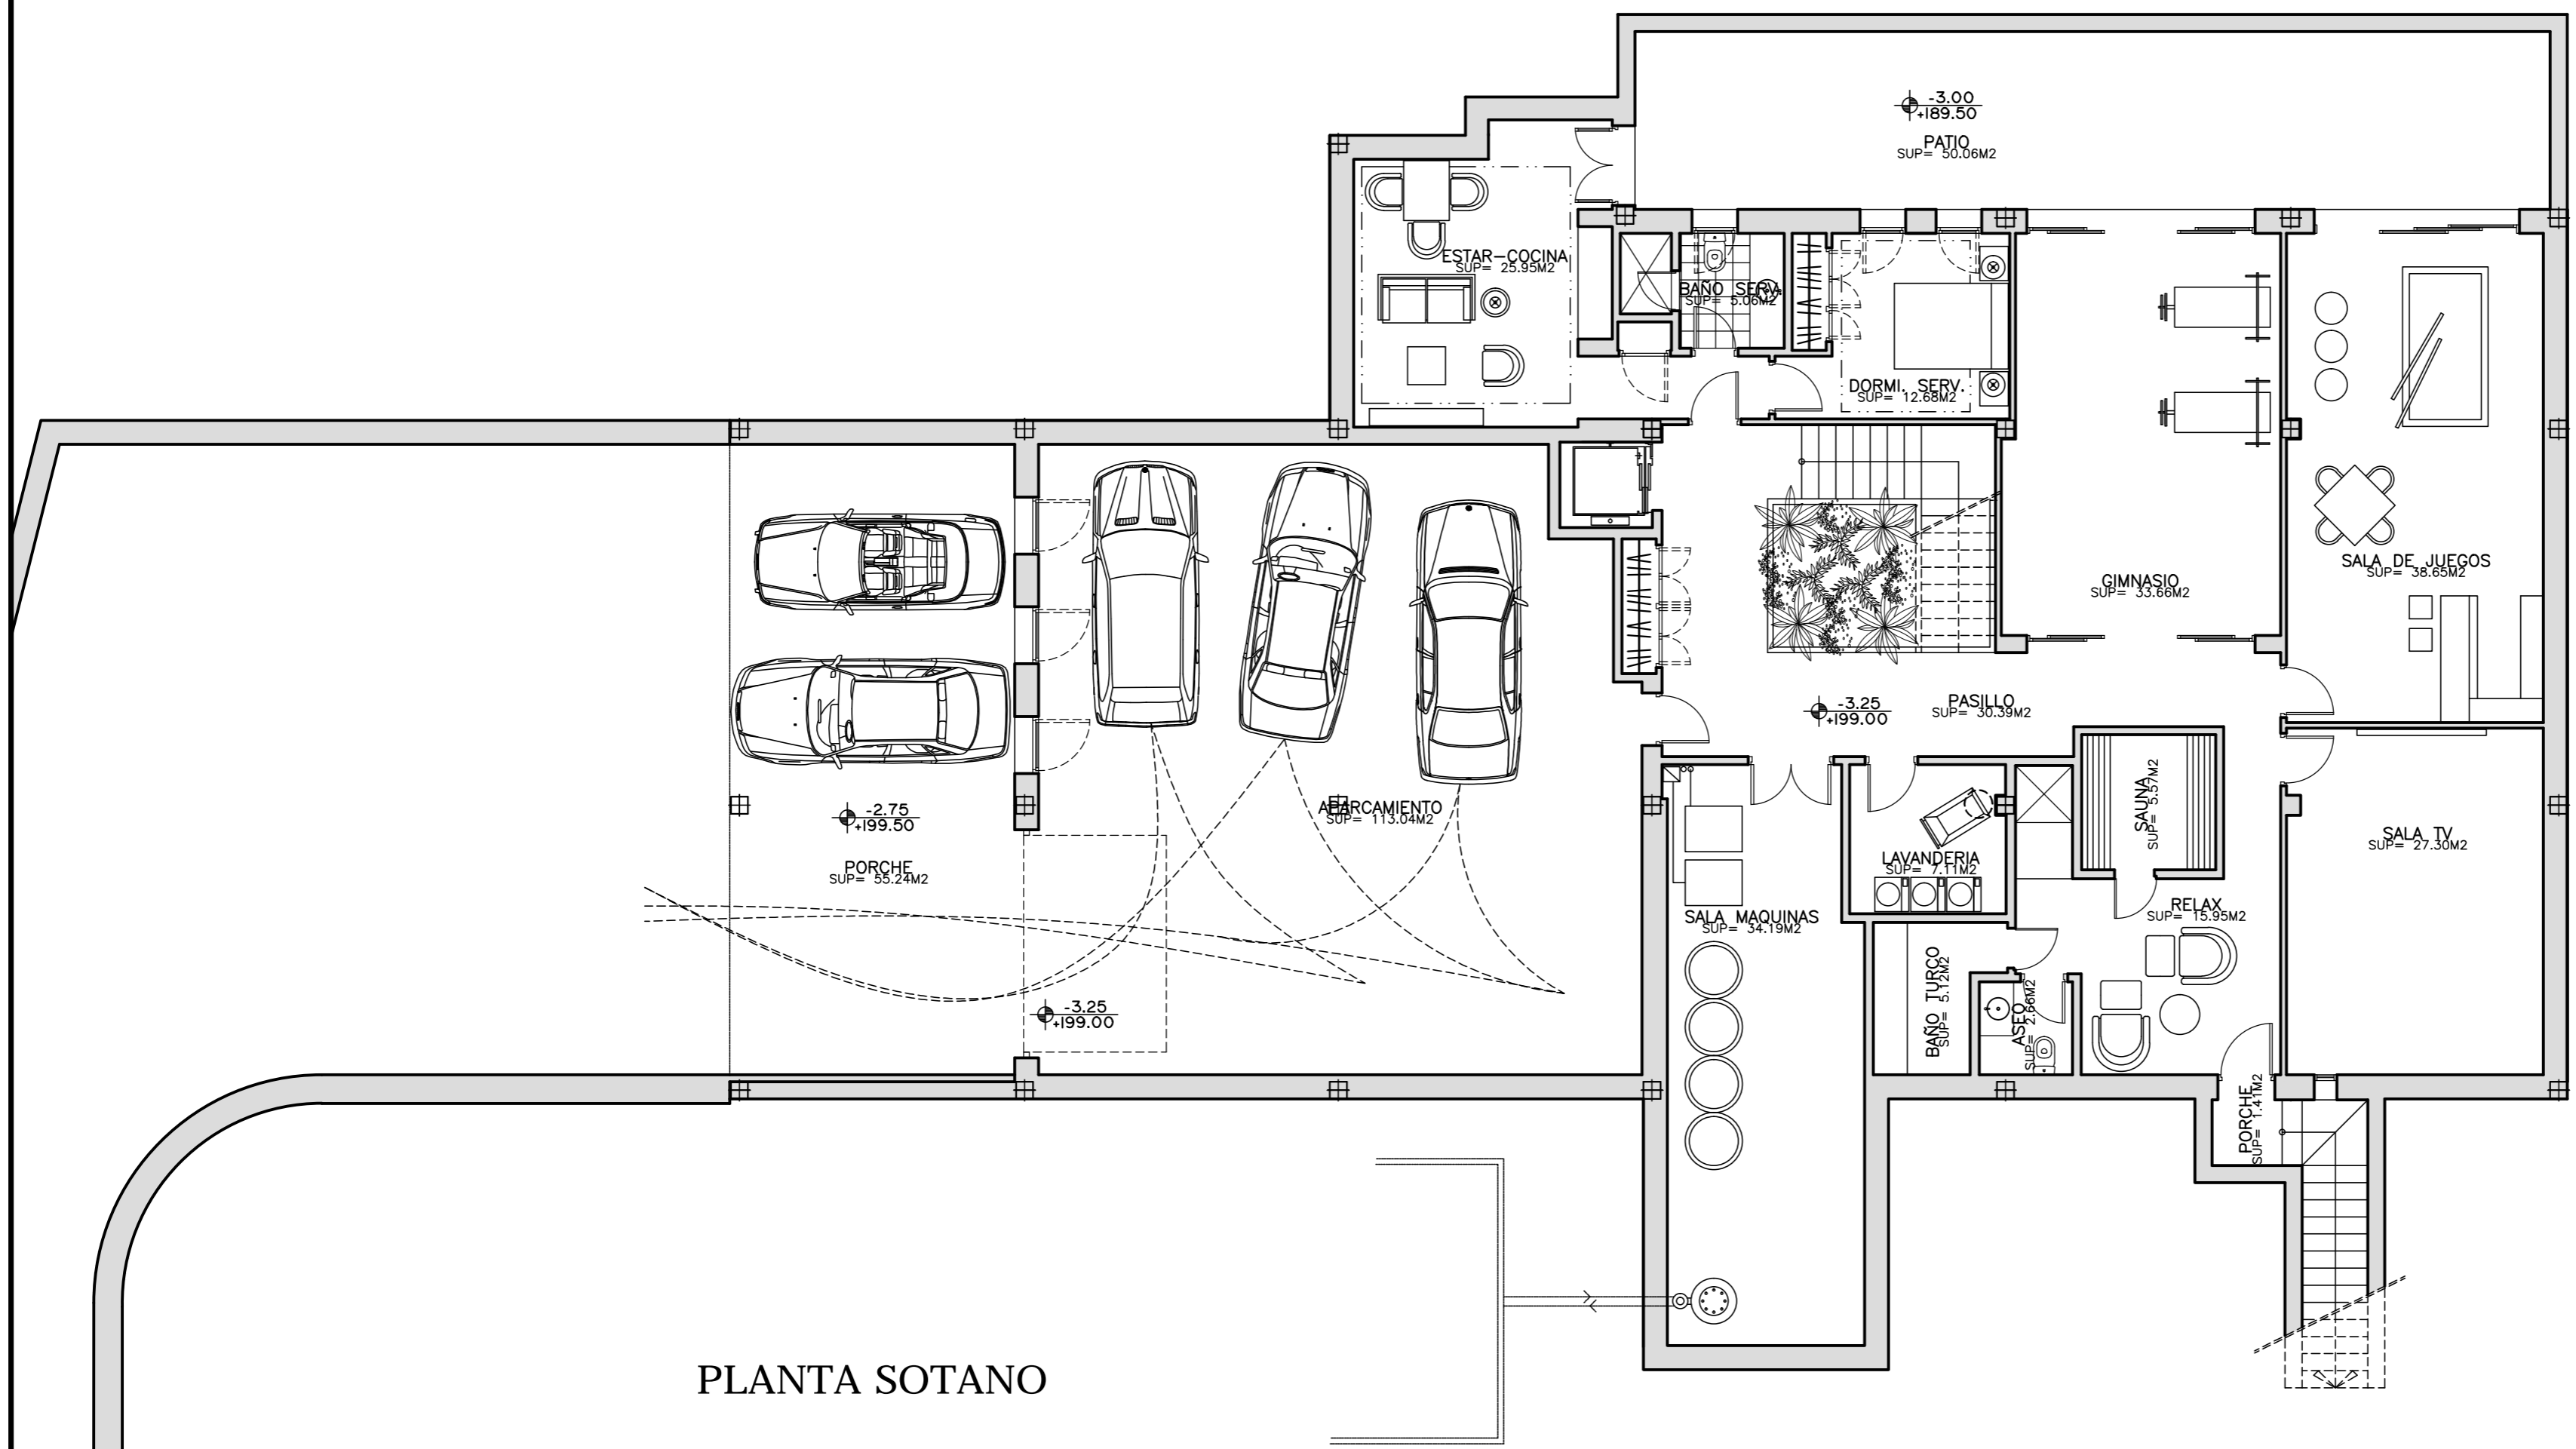 -3.00
+189.50
PATIO
SUP= 50.06M2
ESTAR-COCINA
SUP= 25.95M2
BAÑO SERV.
SUP= 5.06M2
DORMI. SERV.
SUP= 12.68M2
GIMNASIO
SUP= 33.66M2
SALA DE JUEGOS
SUP= 38.65M2
-3.25
+199.00
PASILLO
SUP= 30.39M2
-2.75
+199.50
PORCHE
SUP= 55.24M2
APARCAMIENTO
SUP= 113.04M2
-3.25
+199.00
SALA MAQUINAS
SUP= 34.19M2
LAVANDERIA
SUP= 7.11M2
SAUNA
SUP= 5.57M2
SALA TV
SUP= 27.30M2
RELAX
SUP= 15.95M2
BAÑO TURCO
SUP= 5.12M2
ASEO
SUP= 2.66M2
PORCHE
SUP= 1.41M2
PLANTA SOTANO